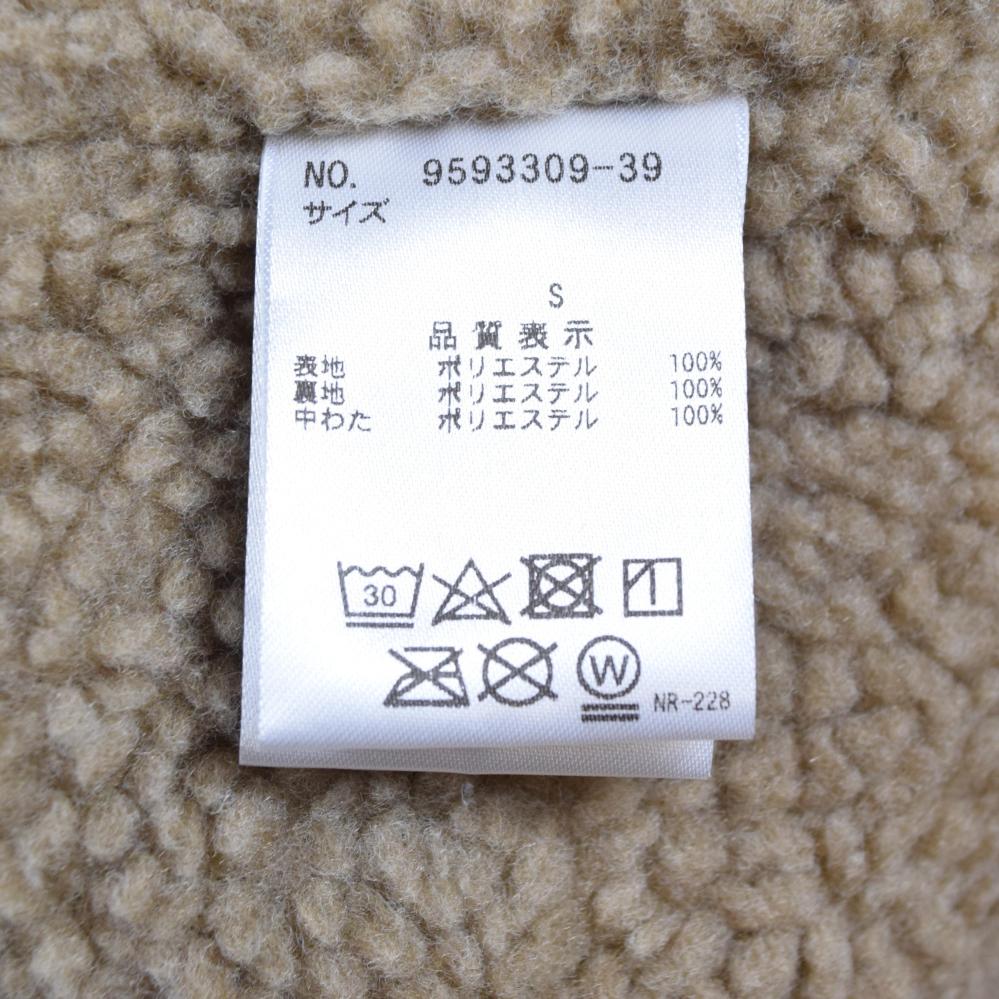 NO. 9593309-39
サイズ
S
品質表示
表地 ポリエステル 100%
裏地 ポリエステル 100%
中わた ポリエステル 100%
30
W NR-228